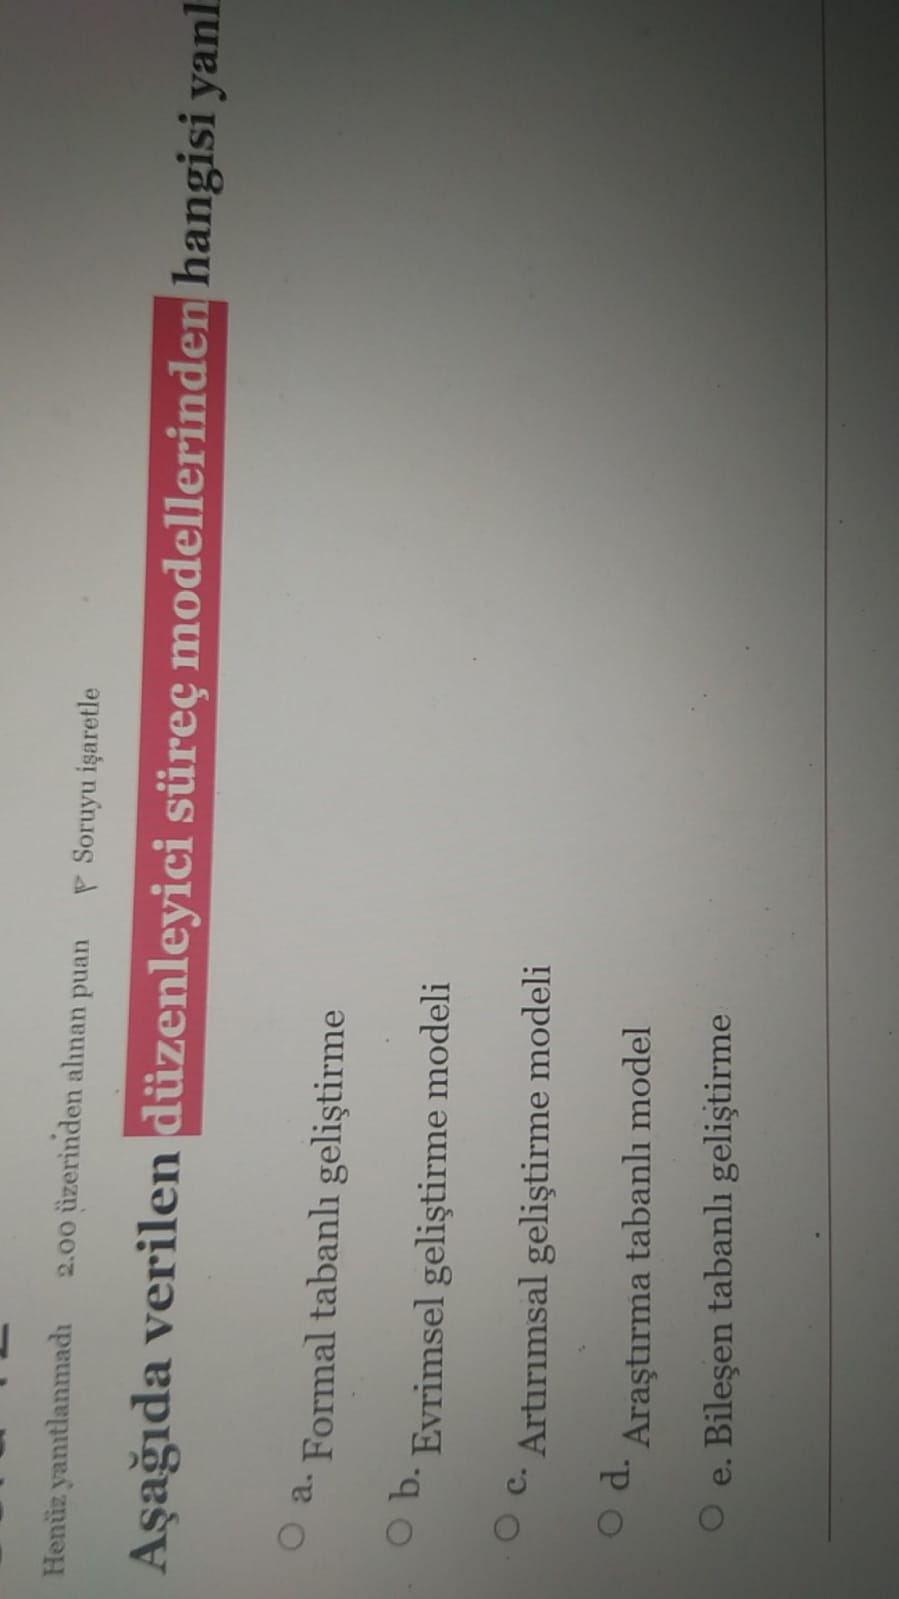 Henüz yanıtlanmadı 2.00 üzerinden alınan puan Soruyu işaretle
Aşağıda verilen düzenleyici süreç modellerinden hangisi yanl
a. Formal tabanlı geliştirme
b. Evrimsel geliştirme modeli
c. Artırımsal geliştirme modeli
d. Araştırma tabanlı model
e. Bileşen tabanlı geliştirme